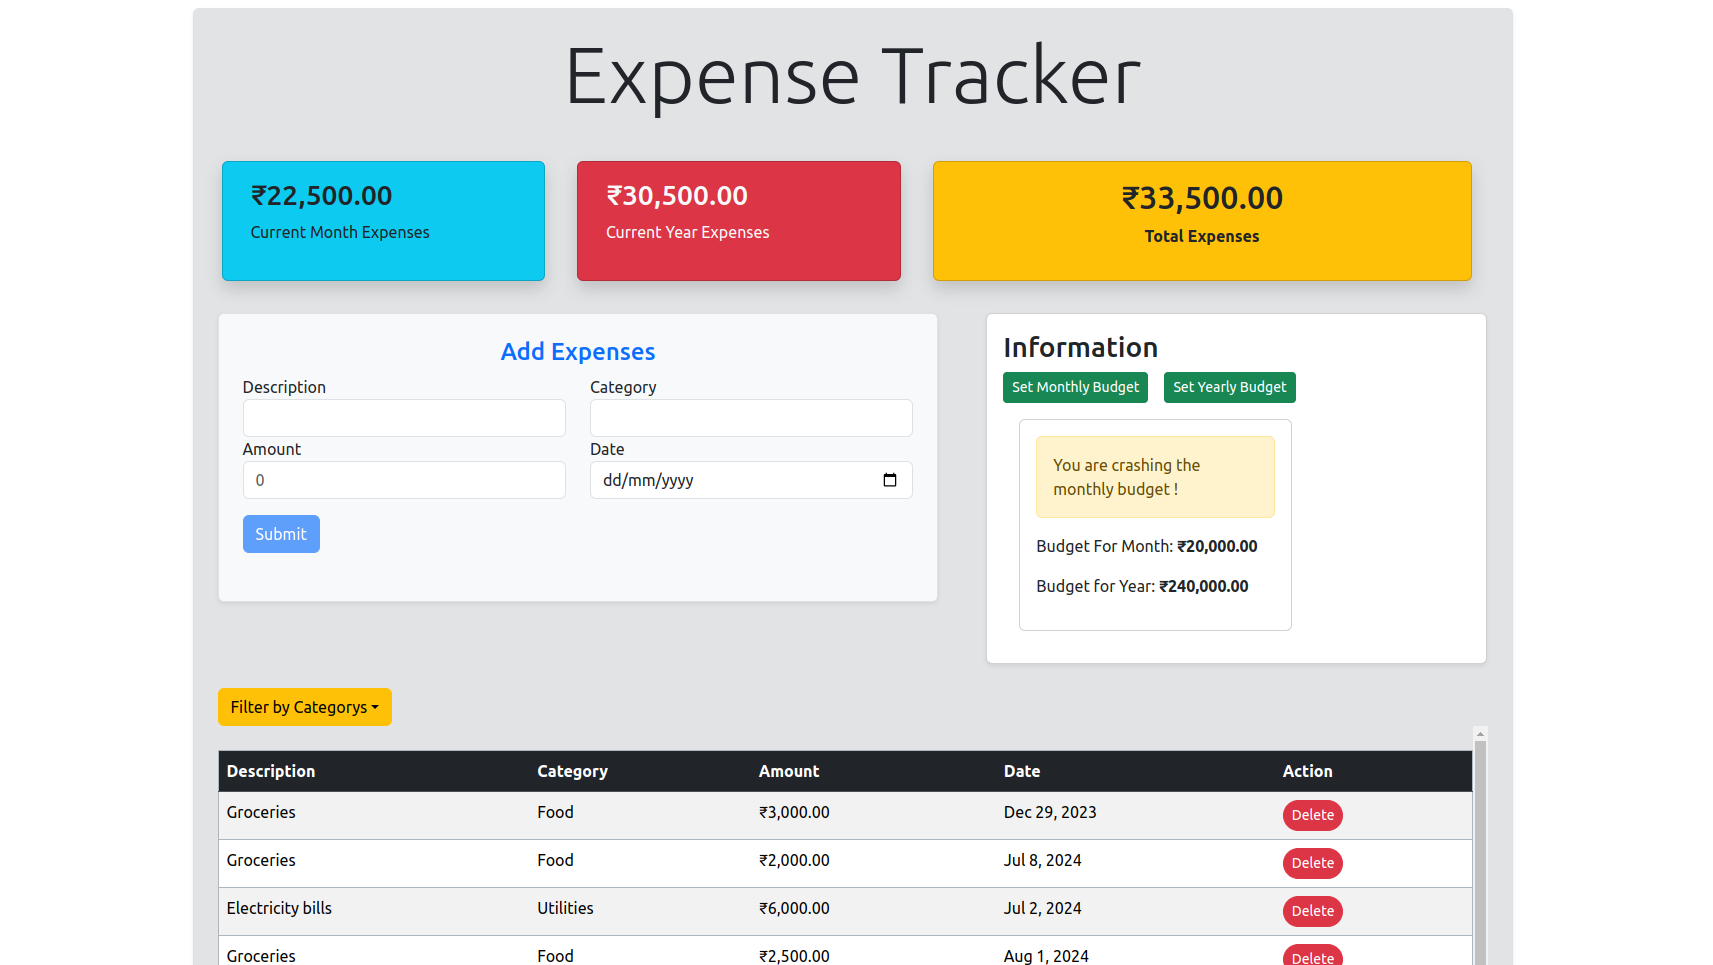 Expense Tracker
₹22,500.00
Current Month Expenses
₹30,500.00
Current Year Expenses
₹33,500.00
Total Expenses
Add Expenses
Description
Category
Amount
Date
0
dd/mm/yyyy
Submit
Information
Set Monthly Budget
Set Yearly Budget
You are crashing the
monthly budget !
Budget For Month: ₹20,000.00
Budget for Year: ₹240,000.00
Filter by Categorys
Description Category Amount Date Action
Groceries Food ₹3,000.00 Dec 29, 2023 Delete
Groceries Food ₹2,000.00 Jul 8, 2024 Delete
Electricity bills Utilities ₹6,000.00 Jul 2, 2024 Delete
Groceries Food ₹2,500.00 Aug 1, 2024 Delete